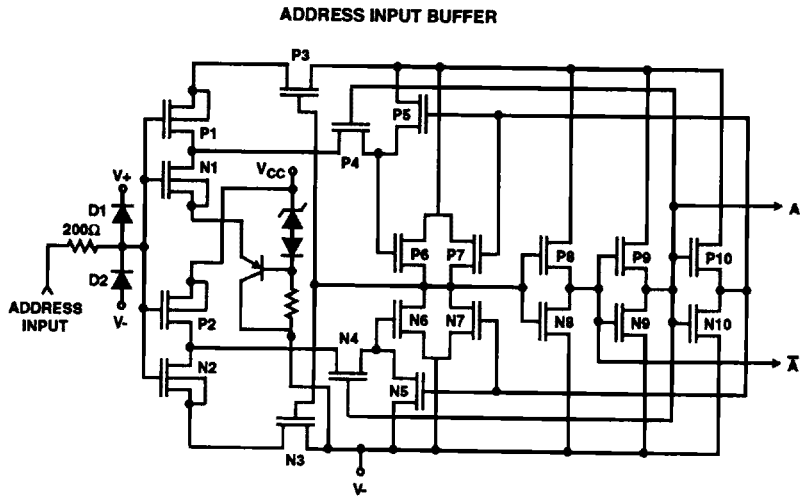 ADDRESS INPUT BUFFER
P3
P5
P1
P4
N1
VCC
V+
D1
A
200Ω
P6
P7
P8
P9
P10
D2
ADDRESS
INPUT
V-
P2
N6
N7
N8
N9
N10
N4
N2
N5
A̅
N3
V-